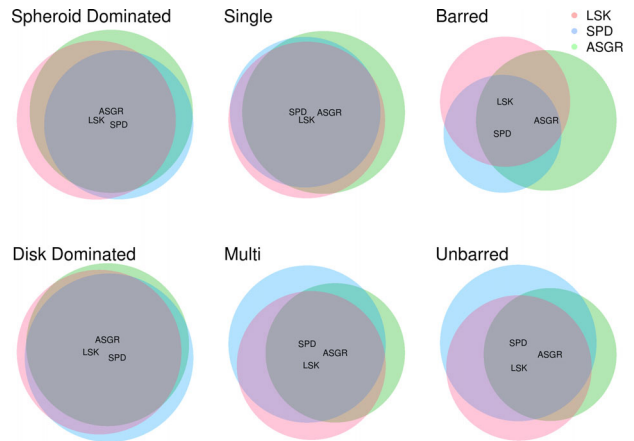 Spheroid Dominated
Single
Barred
LSK
SPD
ASGR
ASGR
LSK
SPD
SPD
ASGR
LSK
LSK
ASGR
SPD
Disk Dominated
Multi
Unbarred
ASGR
LSK
SPD
SPD
ASGR
LSK
SPD
ASGR
LSK